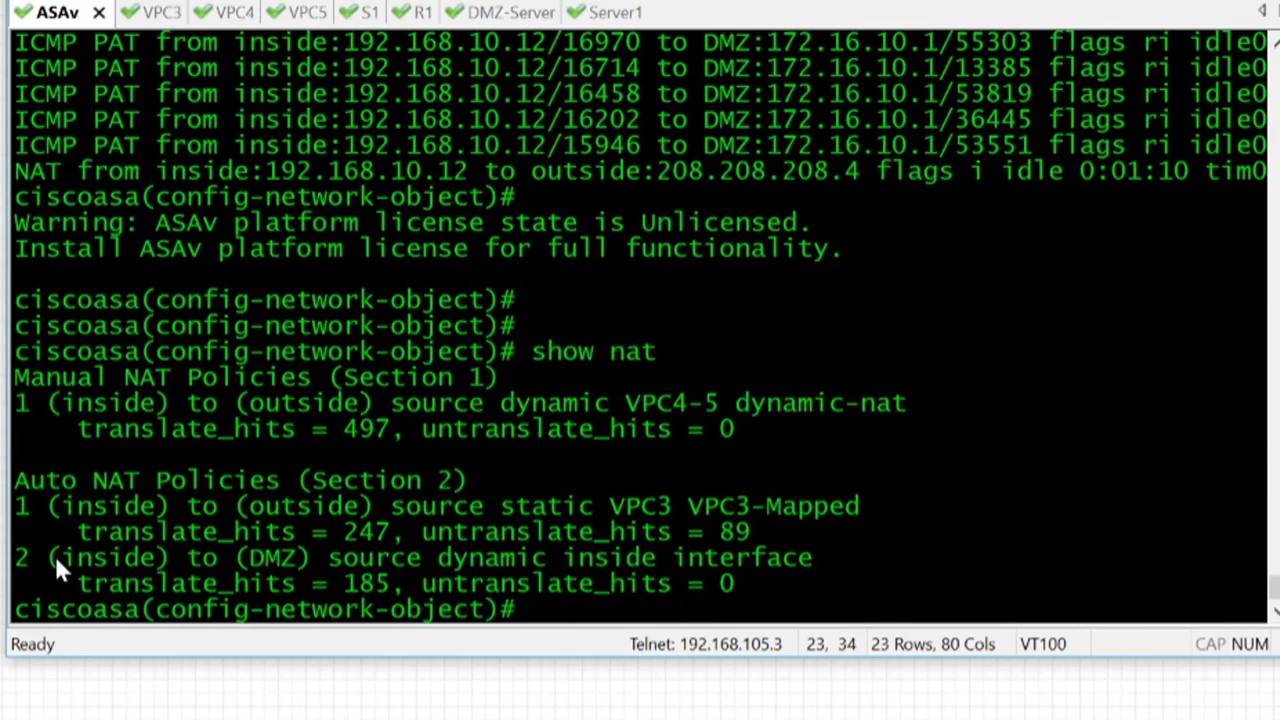 ASAv VPC3 VPC4 VPC5 S1 R1 DMZ-Server Server1
ICMP PAT from inside:192.168.10.12/16970 to DMZ:172.16.10.1/55303 flags ri idle0
ICMP PAT from inside:192.168.10.12/16714 to DMZ:172.16.10.1/13385 flags ri idle0
ICMP PAT from inside:192.168.10.12/16458 to DMZ:172.16.10.1/53819 flags ri idle0
ICMP PAT from inside:192.168.10.12/16202 to DMZ:172.16.10.1/36445 flags ri idle0
ICMP PAT from inside:192.168.10.12/15946 to DMZ:172.16.10.1/53551 flags ri idle0
NAT from inside:192.168.10.12 to outside:208.208.208.4 flags i idle 0:01:10 tim0
ciscoasa(config-network-object)#
Warning: ASAv platform license state is Unlicensed.
Install ASAv platform license for full functionality.
ciscoasa(config-network-object)#
ciscoasa(config-network-object)#
ciscoasa(config-network-object)# show nat
Manual NAT Policies (Section 1)
1 (inside) to (outside) source dynamic VPC4-5 dynamic-nat
translate_hits = 497, untranslate_hits = 0
Auto NAT Policies (Section 2)
1 (inside) to (outside) source static VPC3 VPC3-Mapped
translate_hits = 247, untranslate_hits = 89
2 (inside) to (DMZ) source dynamic inside interface
translate_hits = 185, untranslate_hits = 0
ciscoasa(config-network-object)#
Ready Telnet: 192.168.105.3 23, 34 23 Rows, 80 Cols VT100 CAP NUM